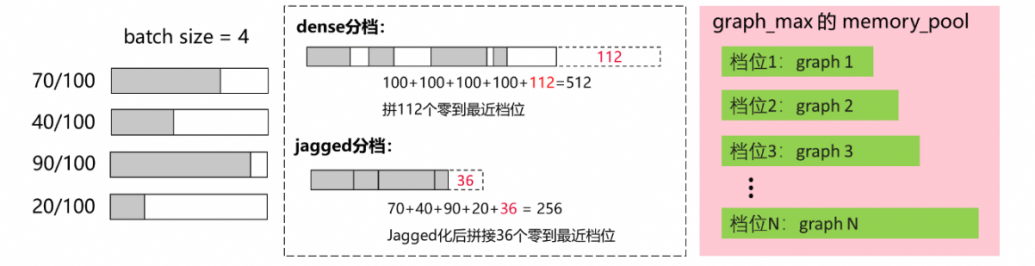 batch size = 4
70/100
40/100
90/100
20/100
dense分档：
112
100+100+100+100+112=512
拼112个零到最近档位
jagged分档：
36
70+40+90+20+36 = 256
Jagged化后拼接36个零到最近档位
graph_max 的 memory_pool
档位1： graph 1
档位2： graph 2
档位3： graph 3
⋮
档位N： graph N